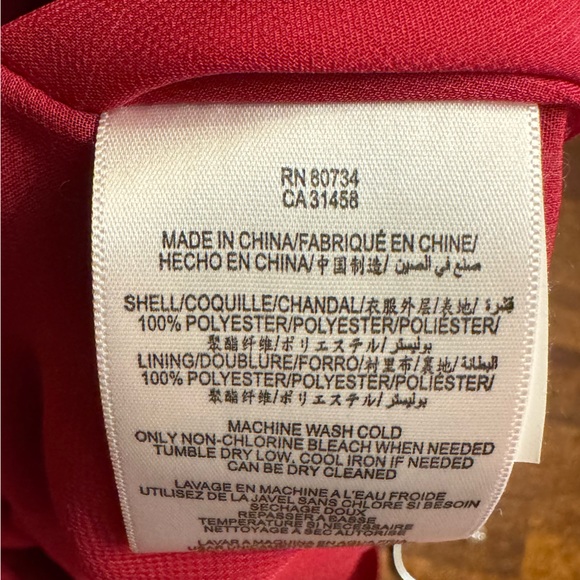 RN 80734
CA 31458
MADE IN CHINA/FABRIQUÉ EN CHINE/
HECHO EN CHINA/中国制造/ صنع في الصين
SHELL/COQUILLE/CHANDAL/衣服外层/表地/ قشرة
100% POLYESTER/POLYESTER/POLIÉSTER/
聚酯纤维/ポリエステル/ بوليستر
LINING/DOUBLURE/FORRO/衬里布/裏地/ البطانة
100% POLYESTER/POLYESTER/POLIÉSTER/
聚酯纤维/ポリエステル/ بوليستر
MACHINE WASH COLD
ONLY NON-CHLORINE BLEACH WHEN NEEDED
TUMBLE DRY LOW, COOL IRON IF NEEDED
CAN BE DRY CLEANED
LAVAGE EN MACHINE A L'EAU FROIDE
UTILISEZ DE LA JAVEL SANS CHLORE SI BESOIN
SECHAGE DOUX
REPASSER A BASSE
TEMPERATURE SI NECESSAIRE
NETTOYAGE A SEC AUTORISE
LAVAR A MAQUINA EN AGUA FRIA